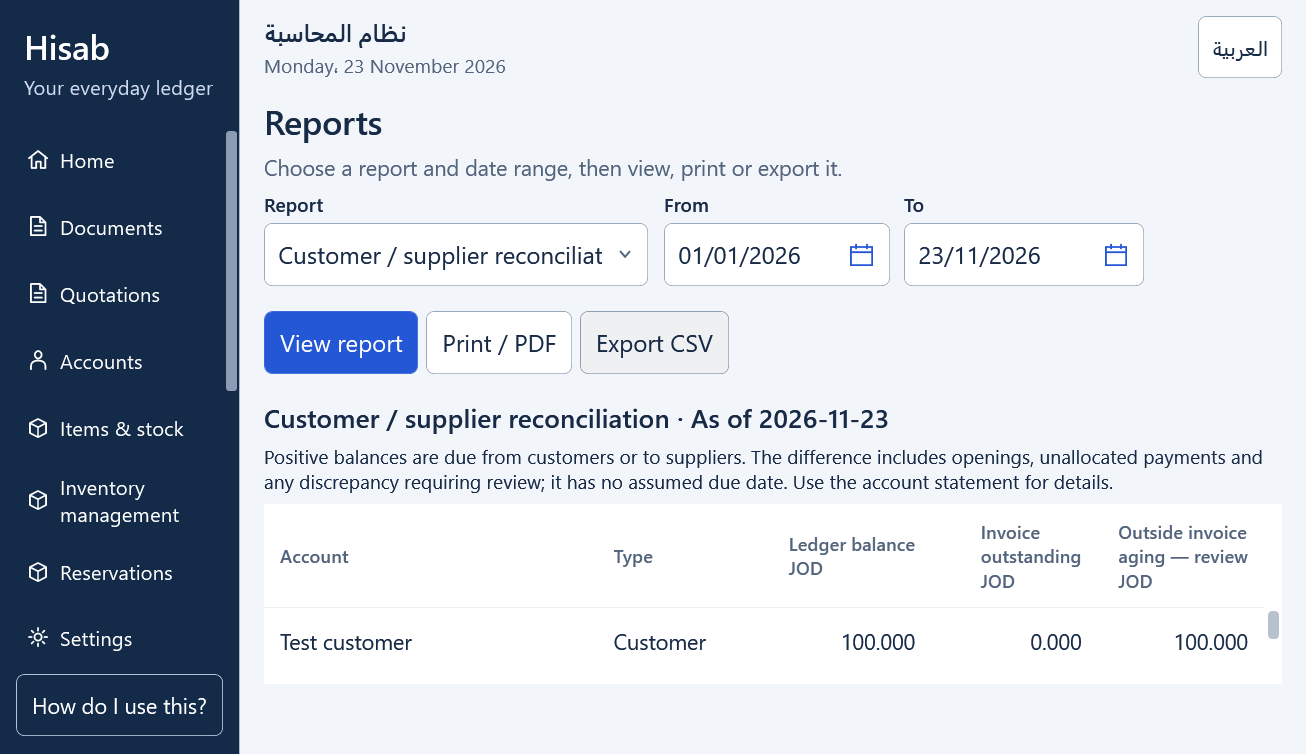 Hisab
Your everyday ledger
Home
Documents
Quotations
Accounts
Items & stock
Inventory
management
Reservations
Settings
How do I use this?
نظام المحاسبة
Monday، 23 November 2026
العربية
Reports
Choose a report and date range, then view, print or export it.
Report
From
To
Customer / supplier reconciliat
01/01/2026
23/11/2026
View report
Print / PDF
Export CSV
Customer / supplier reconciliation · As of 2026-11-23
Positive balances are due from customers or to suppliers. The difference includes openings, unallocated payments and
any discrepancy requiring review; it has no assumed due date. Use the account statement for details.
Account
Type
Ledger balance
JOD
Invoice
outstanding
JOD
Outside invoice
aging — review
JOD
Test customer
Customer
100.000
0.000
100.000